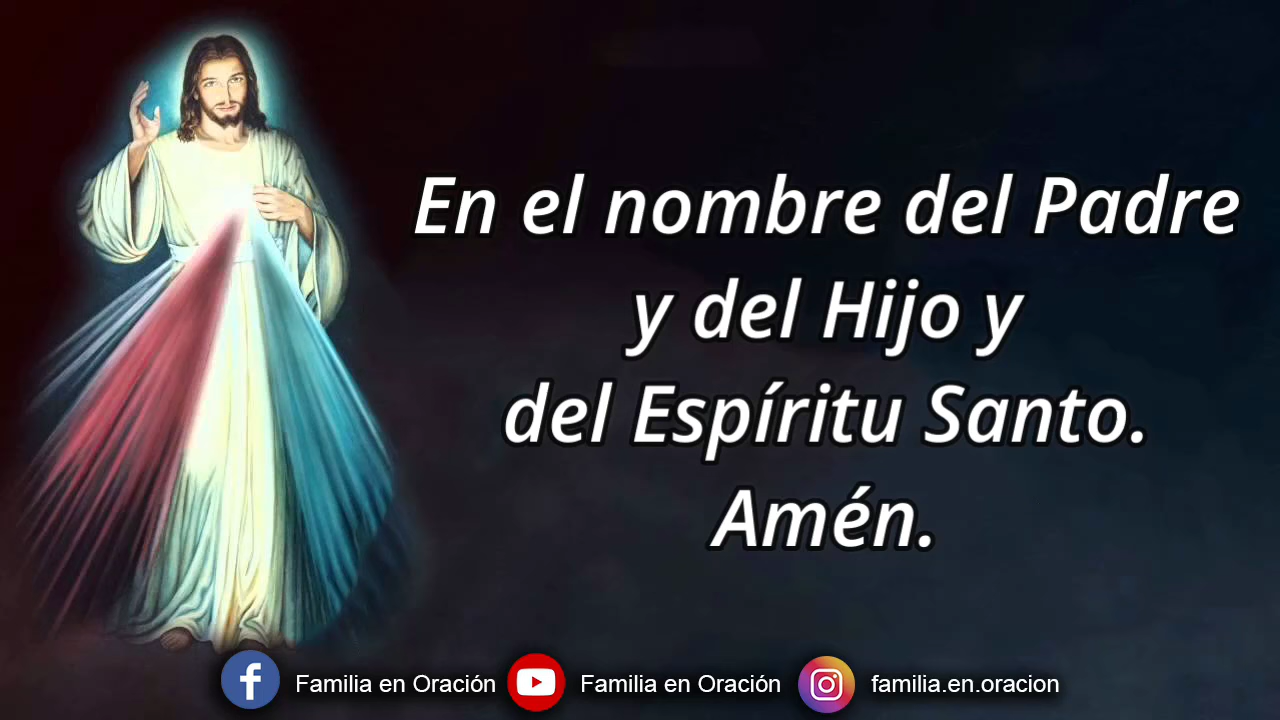 En el nombre del Padre
y del Hijo y
del Espíritu Santo.
Amén.
Familia en Oración Familia en Oración familia.en.oracion